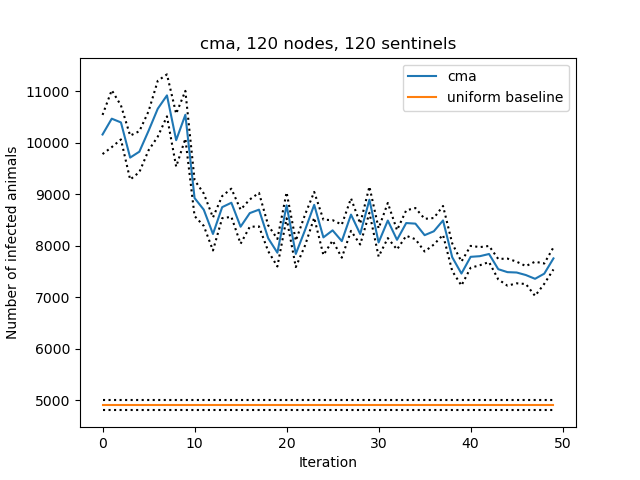 cma, 120 nodes, 120 sentinels
cma
uniform baseline
Number of infected animals
11000
10000
9000
8000
7000
6000
5000
0 10 20 30 40 50
Iteration